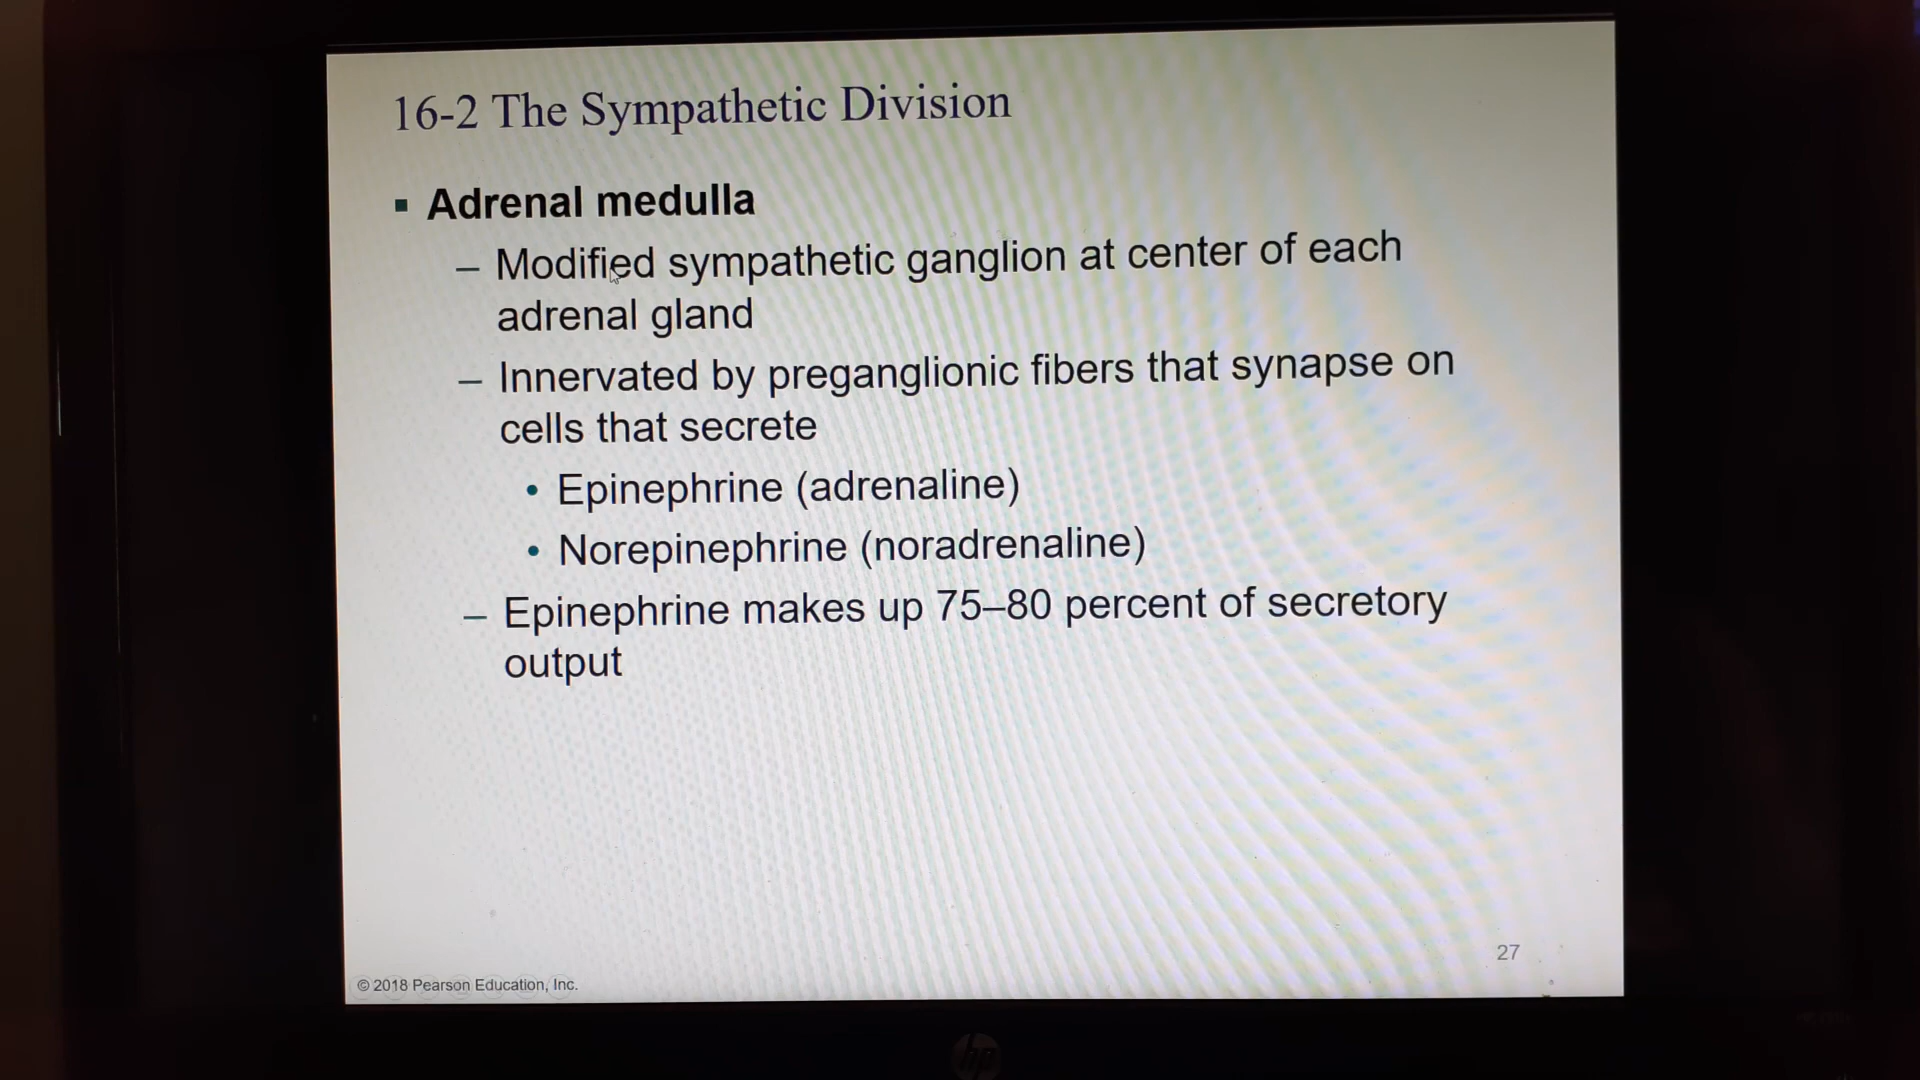 16-2 The Sympathetic Division
▪ Adrenal medulla
– Modified sympathetic ganglion at center of each
adrenal gland
– Innervated by preganglionic fibers that synapse on
cells that secrete
• Epinephrine (adrenaline)
• Norepinephrine (noradrenaline)
– Epinephrine makes up 75–80 percent of secretory
output
27
© 2018 Pearson Education, Inc.
hp